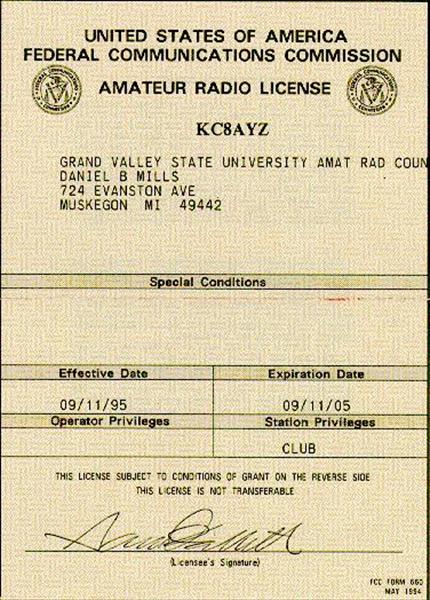 UNITED STATES OF AMERICA
FEDERAL COMMUNICATIONS COMMISSION
AMATEUR RADIO LICENSE
KC8AYZ
GRAND VALLEY STATE UNIVERSITY AMAT RAD COUN
DANIEL B MILLS
724 EVANSTON AVE
MUSKEGON MI 49442
Special Conditions
Effective Date Expiration Date
09/11/95 09/11/05
Operator Privileges Station Privileges
CLUB
THIS LICENSE SUBJECT TO CONDITIONS OF GRANT ON THE REVERSE SIDE
THIS LICENSE IS NOT TRANSFERABLE
(Licensee's Signature)
FCC FORM 660
MAY 1994